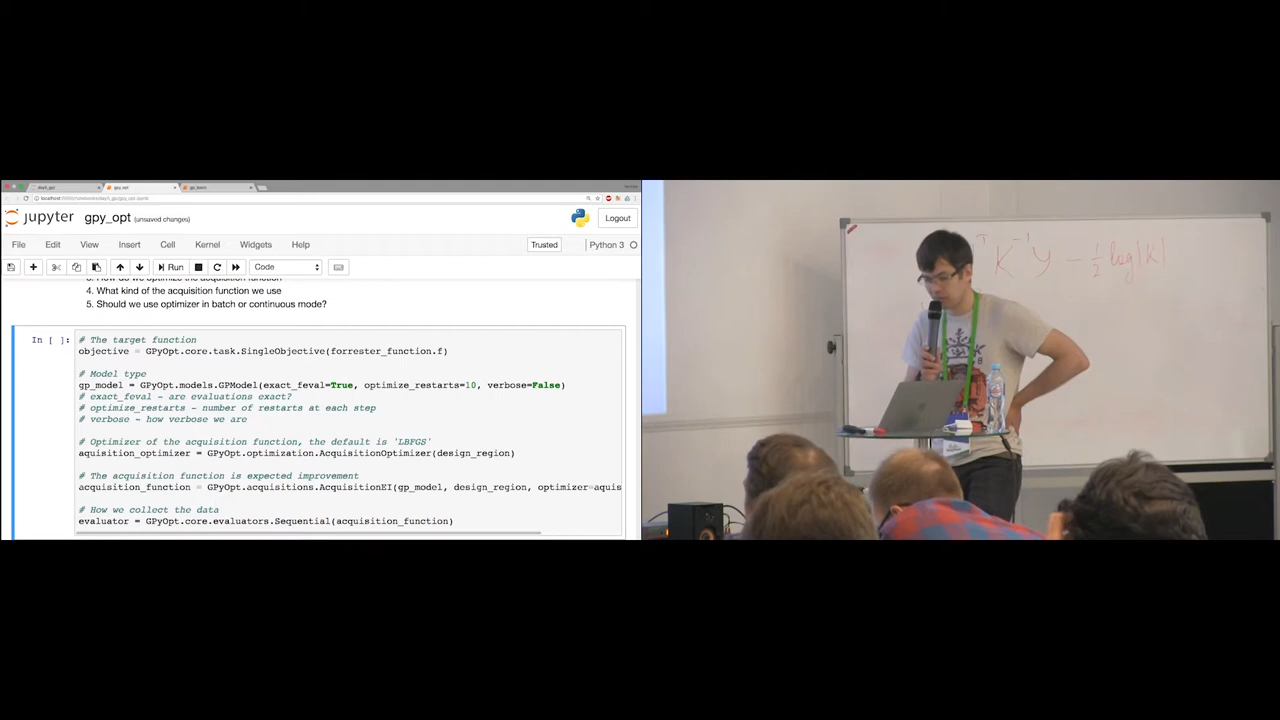 gpy_opt
jupyter gpy_opt (unsaved changes)
Logout
File Edit View Insert Cell Kernel Widgets Help
Trusted
Python 3
Run
Code
4. What kind of the acquisition function we use
5. Should we use optimizer in batch or continuous mode?
In [ ]:
# The target function
objective = GPyOpt.core.task.SingleObjective(forrester_function.f)
# Model type
gp_model = GPyOpt.models.GPModel(exact_feval=True, optimize_restarts=10, verbose=False)
# exact_feval - are evaluations exact?
# optimize_restarts - number of restarts at each step
# verbose - how verbose we are
# Optimizer of the acquisition function, the default is 'LBFGS'
aquisition_optimizer = GPyOpt.optimization.AcquisitionOptimizer(design_region)
# The acquisition function is expected improvement
acquisition_function = GPyOpt.acquisitions.AcquisitionEI(gp_model, design_region, optimizer=aquis
# How we collect the data
evaluator = GPyOpt.core.evaluators.Sequential(acquisition_function)
T K⁻¹ y − 1/2 log|K|